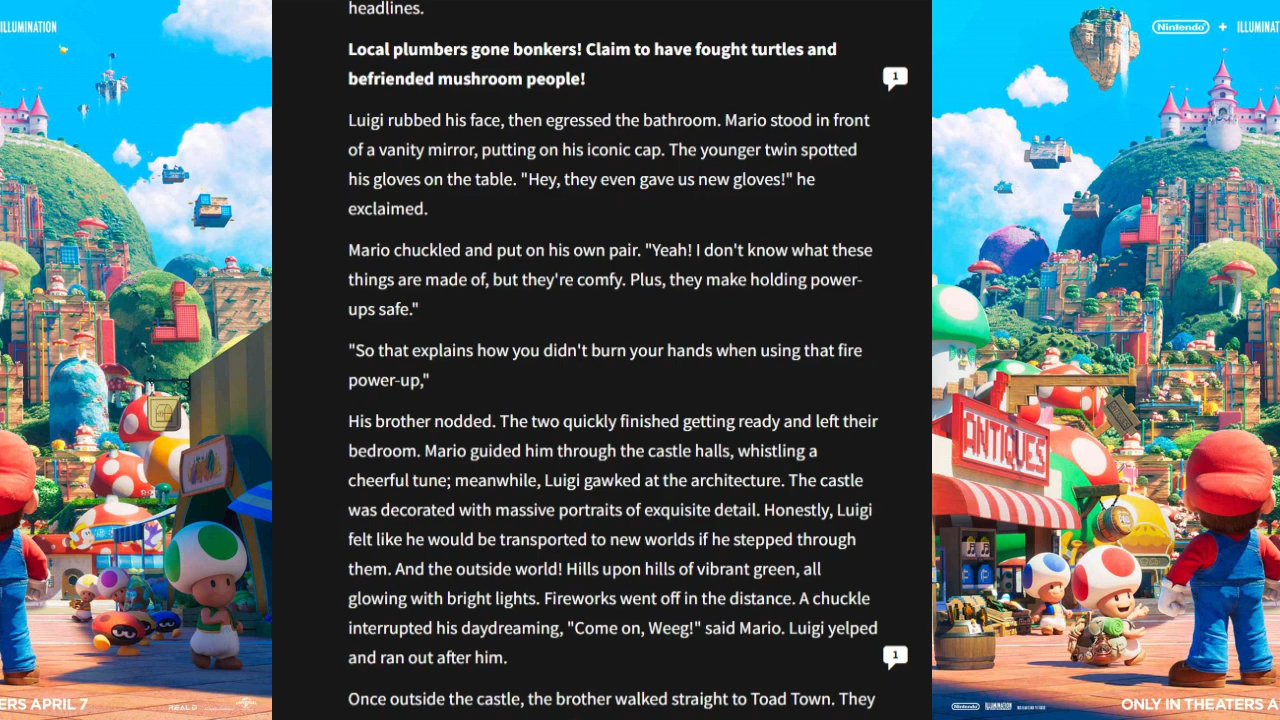 ILLUMINATION
ERS APRIL 7
REALD
headlines.
Local plumbers gone bonkers! Claim to have fought turtles and
befriended mushroom people!
1
Luigi rubbed his face, then egressed the bathroom. Mario stood in front
of a vanity mirror, putting on his iconic cap. The younger twin spotted
his gloves on the table. "Hey, they even gave us new gloves!" he
exclaimed.
Mario chuckled and put on his own pair. "Yeah! I don't know what these
things are made of, but they're comfy. Plus, they make holding power-
ups safe."
"So that explains how you didn't burn your hands when using that fire
power-up,"
His brother nodded. The two quickly finished getting ready and left their
bedroom. Mario guided him through the castle halls, whistling a
cheerful tune; meanwhile, Luigi gawked at the architecture. The castle
was decorated with massive portraits of exquisite detail. Honestly, Luigi
felt like he would be transported to new worlds if he stepped through
them. And the outside world! Hills upon hills of vibrant green, all
glowing with bright lights. Fireworks went off in the distance. A chuckle
interrupted his daydreaming, "Come on, Weeg!" said Mario. Luigi yelped
and ran out after him.
1
Once outside the castle, the brother walked straight to Toad Town. They
Nintendo + ILLUMINAT
ANTIQUES
Nintendo ILLUMINATION
ONLY IN THEATERS A